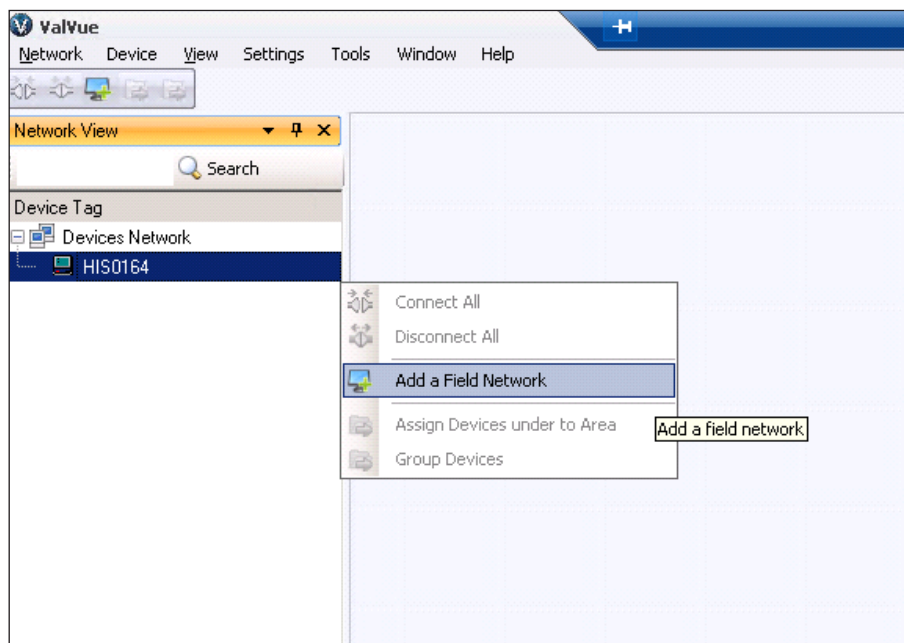 ValVue
Network Device View Settings Tools Window Help
Network View
Search
Device Tag
Devices Network
HIS0164
Connect All
Disconnect All
Add a Field Network
Assign Devices under to Area
Add a field network
Group Devices